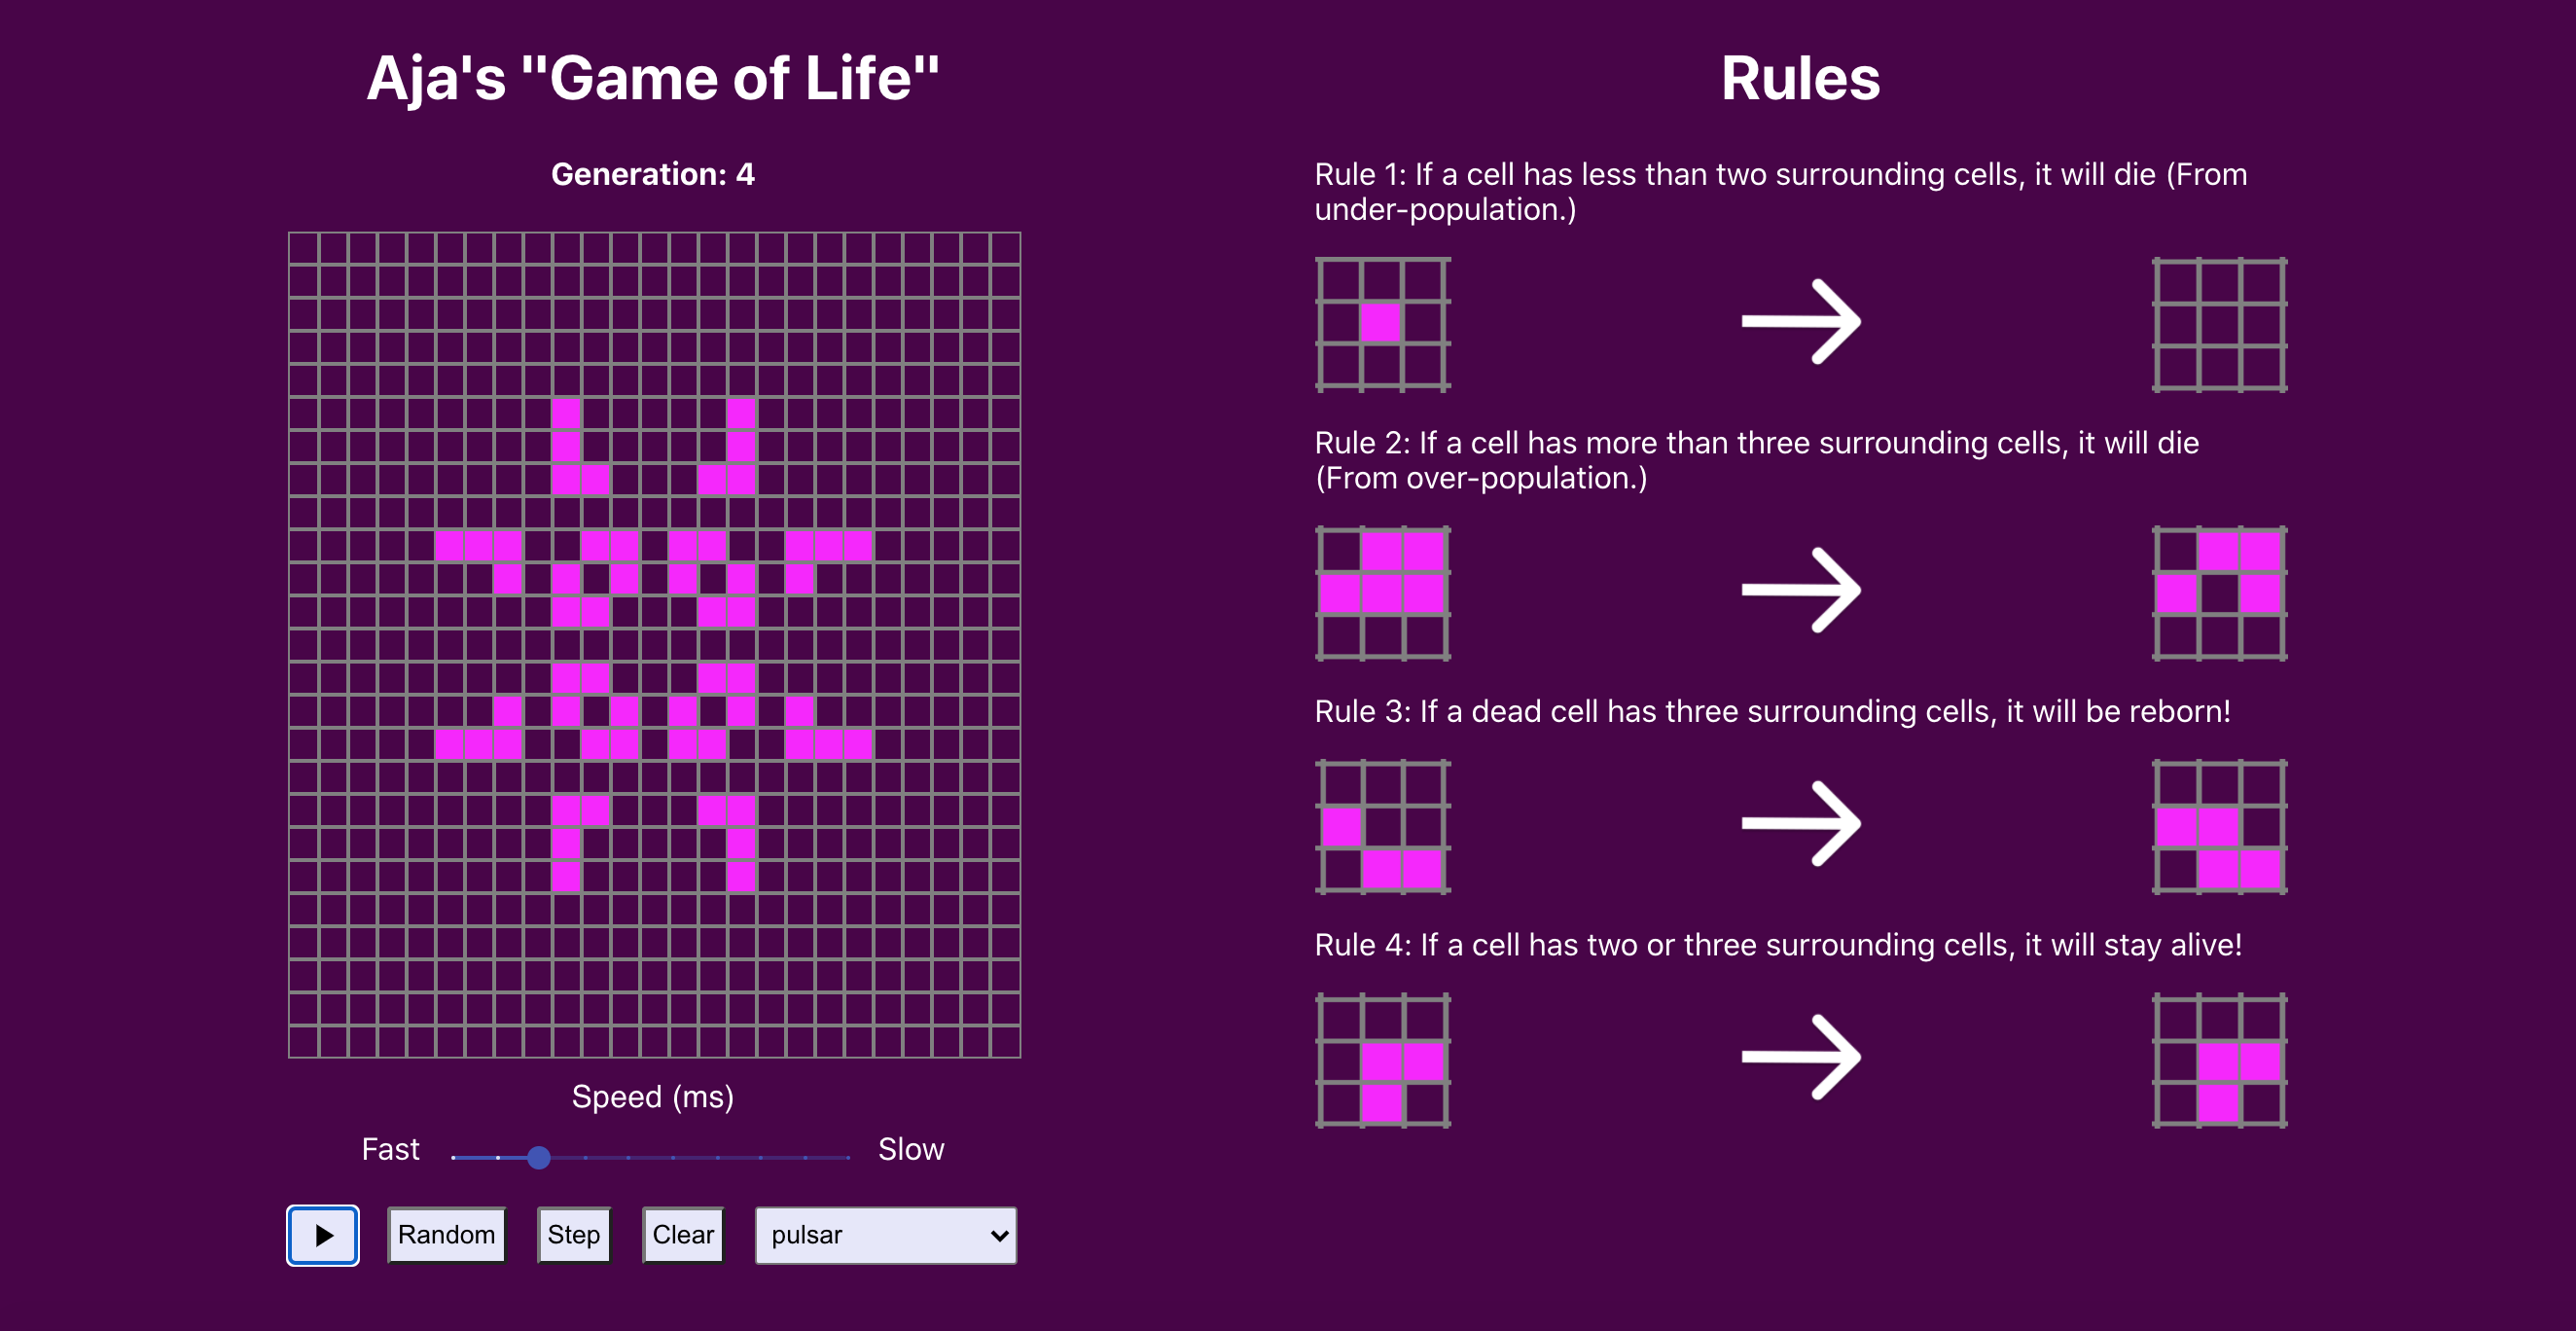 Aja's "Game of Life"
Generation: 4
Speed (ms)
Fast
Slow
Random
Step
Clear
pulsar
Rules
Rule 1: If a cell has less than two surrounding cells, it will die (From
under-population.)
Rule 2: If a cell has more than three surrounding cells, it will die
(From over-population.)
Rule 3: If a dead cell has three surrounding cells, it will be reborn!
Rule 4: If a cell has two or three surrounding cells, it will stay alive!